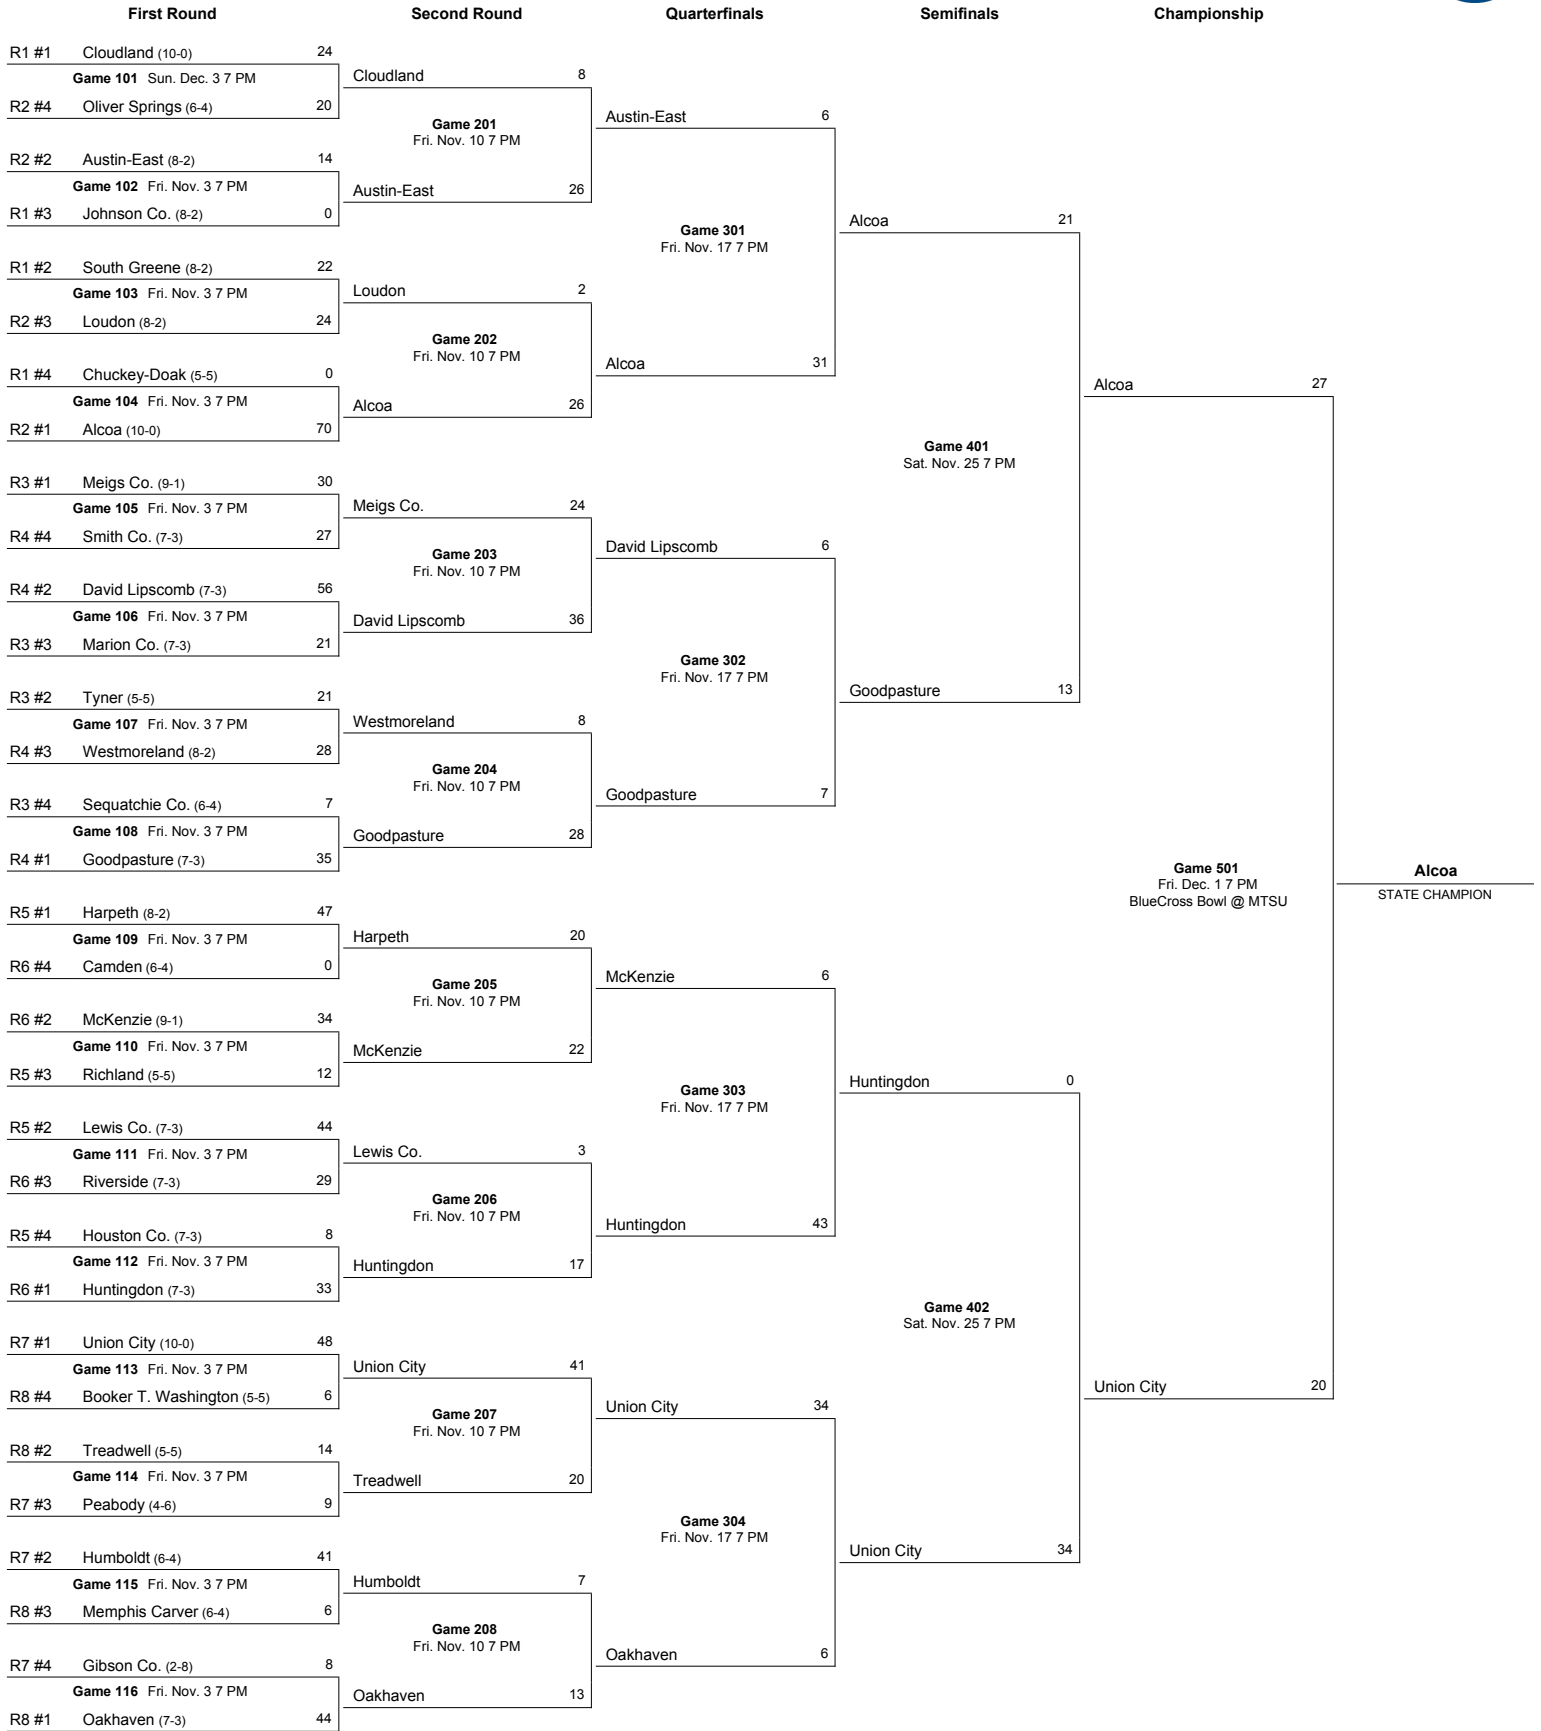 First Round Second Round Quarterfinals Semifinals Championship
R1 #1 Cloudland (10-0) 24
Game 101 Sun. Dec. 3 7 PM
R2 #4 Oliver Springs (6-4) 20
R2 #2 Austin-East (8-2) 14
Game 102 Fri. Nov. 3 7 PM
R1 #3 Johnson Co. (8-2) 0
R1 #2 South Greene (8-2) 22
Game 103 Fri. Nov. 3 7 PM
R2 #3 Loudon (8-2) 24
R1 #4 Chuckey-Doak (5-5) 0
Game 104 Fri. Nov. 3 7 PM
R2 #1 Alcoa (10-0) 70
R3 #1 Meigs Co. (9-1) 30
Game 105 Fri. Nov. 3 7 PM
R4 #4 Smith Co. (7-3) 27
R4 #2 David Lipscomb (7-3) 56
Game 106 Fri. Nov. 3 7 PM
R3 #3 Marion Co. (7-3) 21
R3 #2 Tyner (5-5) 21
Game 107 Fri. Nov. 3 7 PM
R4 #3 Westmoreland (8-2) 28
R3 #4 Sequatchie Co. (6-4) 7
Game 108 Fri. Nov. 3 7 PM
R4 #1 Goodpasture (7-3) 35
R5 #1 Harpeth (8-2) 47
Game 109 Fri. Nov. 3 7 PM
R6 #4 Camden (6-4) 0
R6 #2 McKenzie (9-1) 34
Game 110 Fri. Nov. 3 7 PM
R5 #3 Richland (5-5) 12
R5 #2 Lewis Co. (7-3) 44
Game 111 Fri. Nov. 3 7 PM
R6 #3 Riverside (7-3) 29
R5 #4 Houston Co. (7-3) 8
Game 112 Fri. Nov. 3 7 PM
R6 #1 Huntingdon (7-3) 33
R7 #1 Union City (10-0) 48
Game 113 Fri. Nov. 3 7 PM
R8 #4 Booker T. Washington (5-5) 6
R8 #2 Treadwell (5-5) 14
Game 114 Fri. Nov. 3 7 PM
R7 #3 Peabody (4-6) 9
R7 #2 Humboldt (6-4) 41
Game 115 Fri. Nov. 3 7 PM
R8 #3 Memphis Carver (6-4) 6
R7 #4 Gibson Co. (2-8) 8
Game 116 Fri. Nov. 3 7 PM
R8 #1 Oakhaven (7-3) 44
Cloudland 8
Game 201
Fri. Nov. 10 7 PM
Austin-East 26
Loudon 2
Game 202
Fri. Nov. 10 7 PM
Alcoa 26
Meigs Co. 24
Game 203
Fri. Nov. 10 7 PM
David Lipscomb 36
Westmoreland 8
Game 204
Fri. Nov. 10 7 PM
Goodpasture 28
Harpeth 20
Game 205
Fri. Nov. 10 7 PM
McKenzie 22
Lewis Co. 3
Game 206
Fri. Nov. 10 7 PM
Huntingdon 17
Union City 41
Game 207
Fri. Nov. 10 7 PM
Treadwell 20
Humboldt 7
Game 208
Fri. Nov. 10 7 PM
Oakhaven 13
Austin-East 6
Game 301
Fri. Nov. 17 7 PM
Alcoa 31
David Lipscomb 6
Game 302
Fri. Nov. 17 7 PM
Goodpasture 7
McKenzie 6
Game 303
Fri. Nov. 17 7 PM
Huntingdon 43
Union City 34
Game 304
Fri. Nov. 17 7 PM
Oakhaven 6
Alcoa 21
Game 401
Sat. Nov. 25 7 PM
Goodpasture 13
Huntingdon 0
Game 402
Sat. Nov. 25 7 PM
Union City 34
Alcoa 27
Game 501
Fri. Dec. 1 7 PM
BlueCross Bowl @ MTSU
Union City 20
Alcoa
STATE CHAMPION